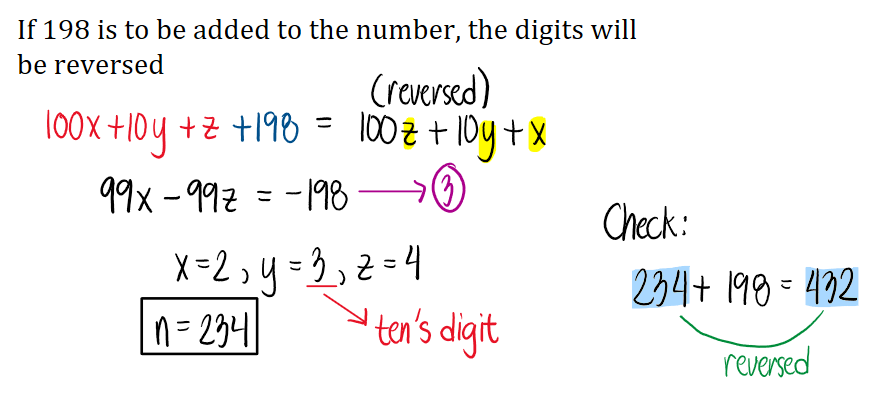 If 198 is to be added to the number, the digits will
be reversed
(reversed)
100x + 10y + z + 198 = 100z + 10y + x
99x - 99z = -198 → ③
x = 2, y = 3, z = 4
ten's digit
n = 234
Check:
234 + 198 = 432
reversed